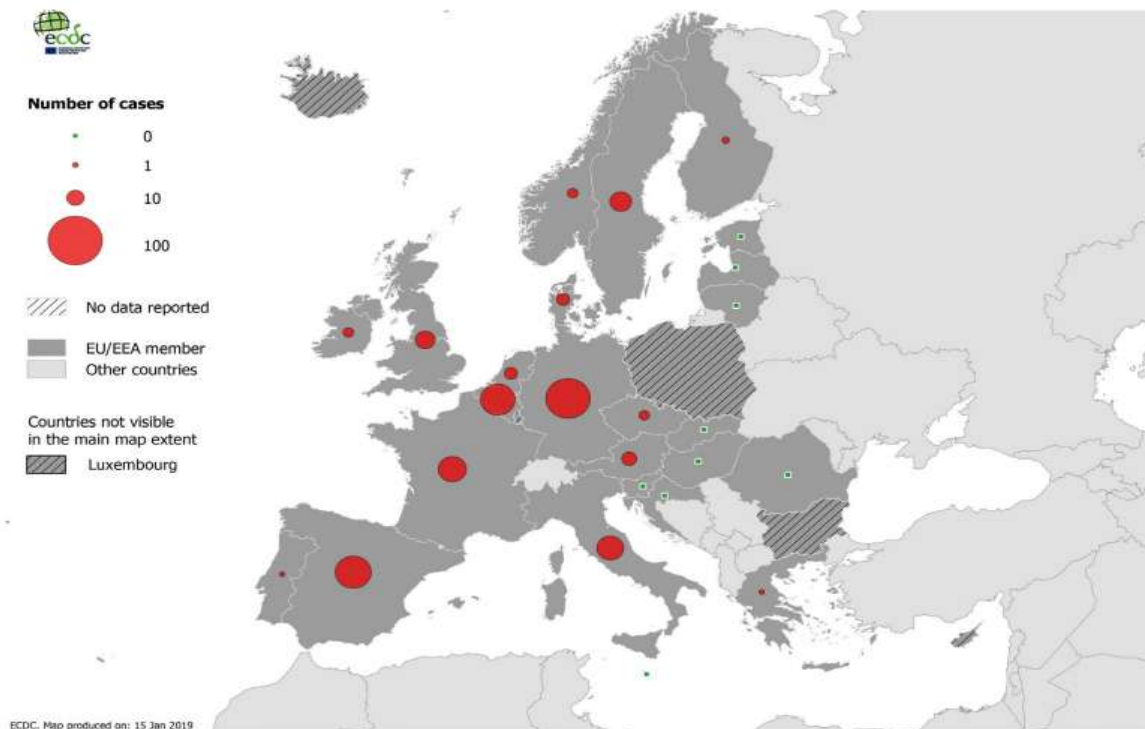 ecdc
Number of cases
0
1
10
100
No data reported
EU/EEA member
Other countries
Countries not visible
in the main map extent
Luxembourg
ECDC. Map produced on: 15 Jan 2019